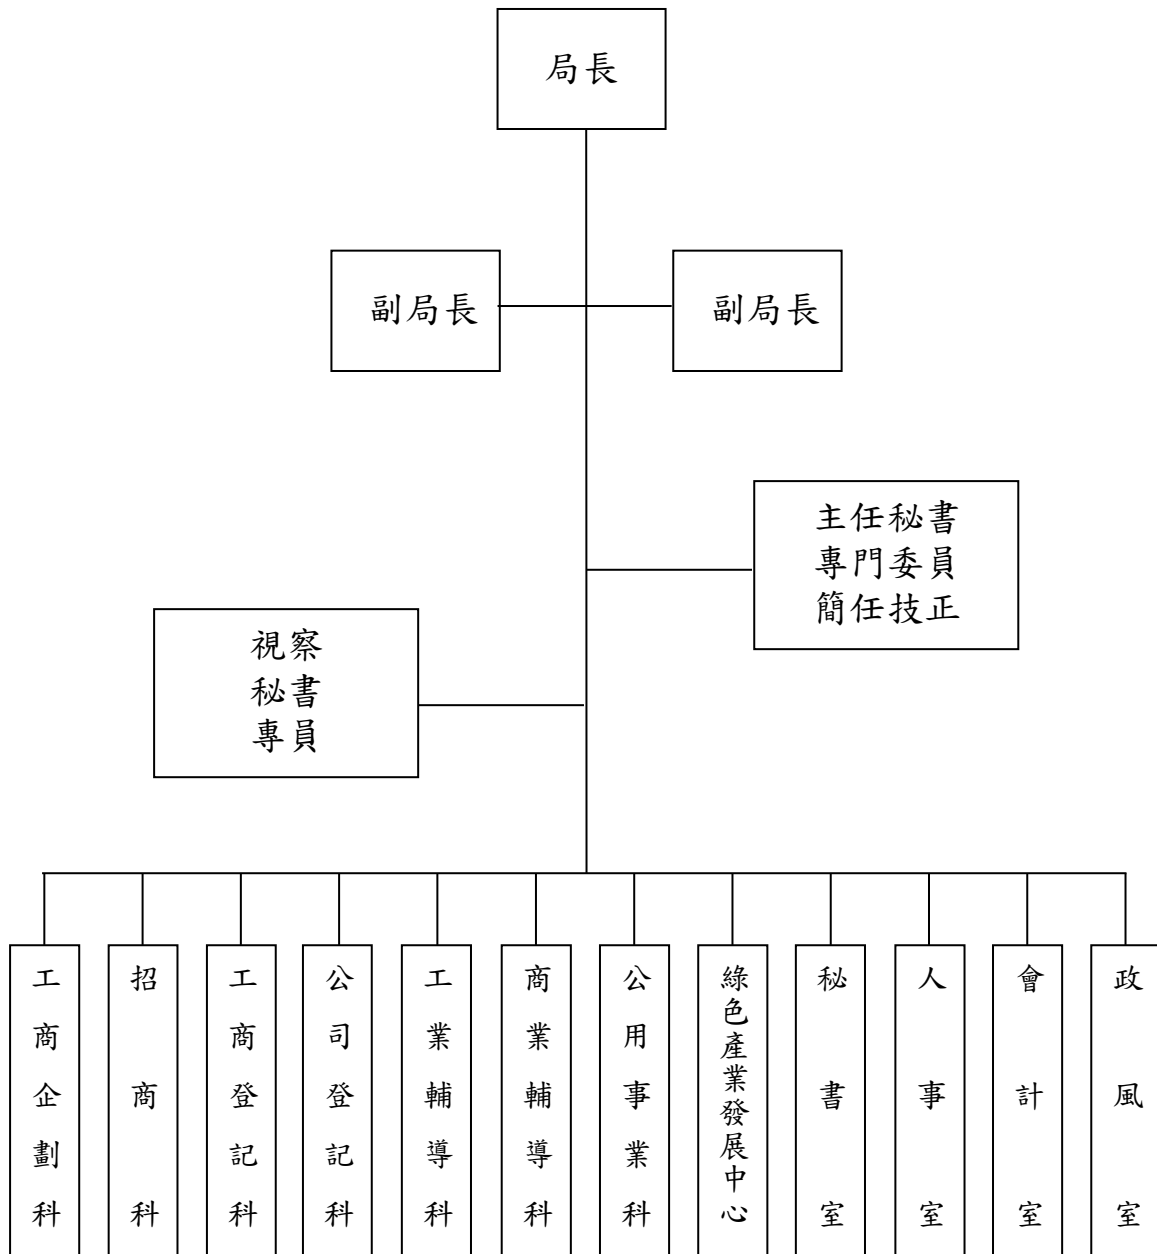 局長
副局長
副局長
主任秘書
專門委員
簡任技正
視察
秘書
專員
工商企劃科
招商科
工商登記科
公司登記科
工業輔導科
商業輔導科
公用事業科
綠色產業發展中心
秘書室
人事室
會計室
政風室